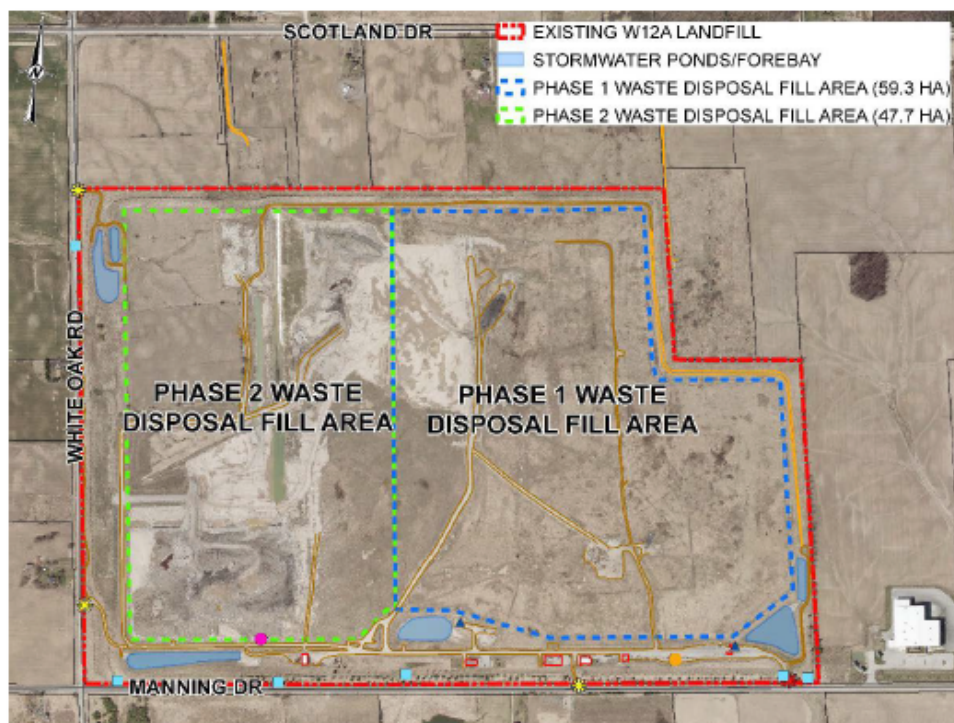 SCOTLAND DR
EXISTING W12A LANDFILL
STORMWATER PONDS/FOREBAY
PHASE 1 WASTE DISPOSAL FILL AREA (59.3 HA)
PHASE 2 WASTE DISPOSAL FILL AREA (47.7 HA)
N
WHITE OAK RD
PHASE 2 WASTE
DISPOSAL FILL AREA
PHASE 1 WASTE
DISPOSAL FILL AREA
MANNING DR